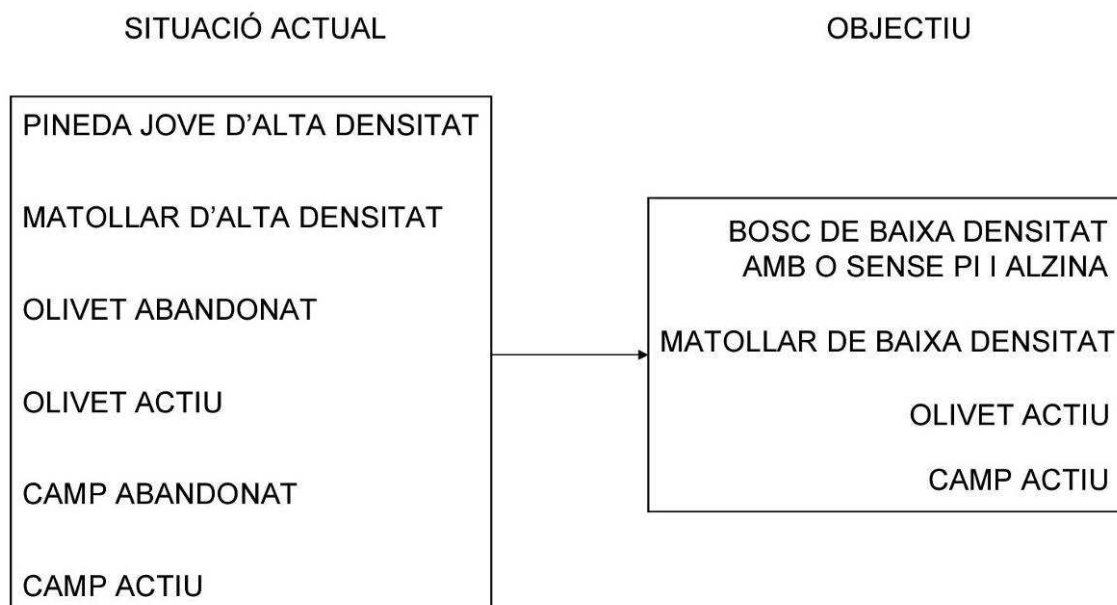 SITUACIÓ ACTUAL
PINEDA JOVE D'ALTA DENSITAT
MATOLLAR D'ALTA DENSITAT
OLIVET ABANDONAT
OLIVET ACTIU
CAMP ABANDONAT
CAMP ACTIU
OBJECTIU
BOSC DE BAIXA DENSITAT
AMB O SENSE PI I ALZINA
MATOLLAR DE BAIXA DENSITAT
OLIVET ACTIU
CAMP ACTIU